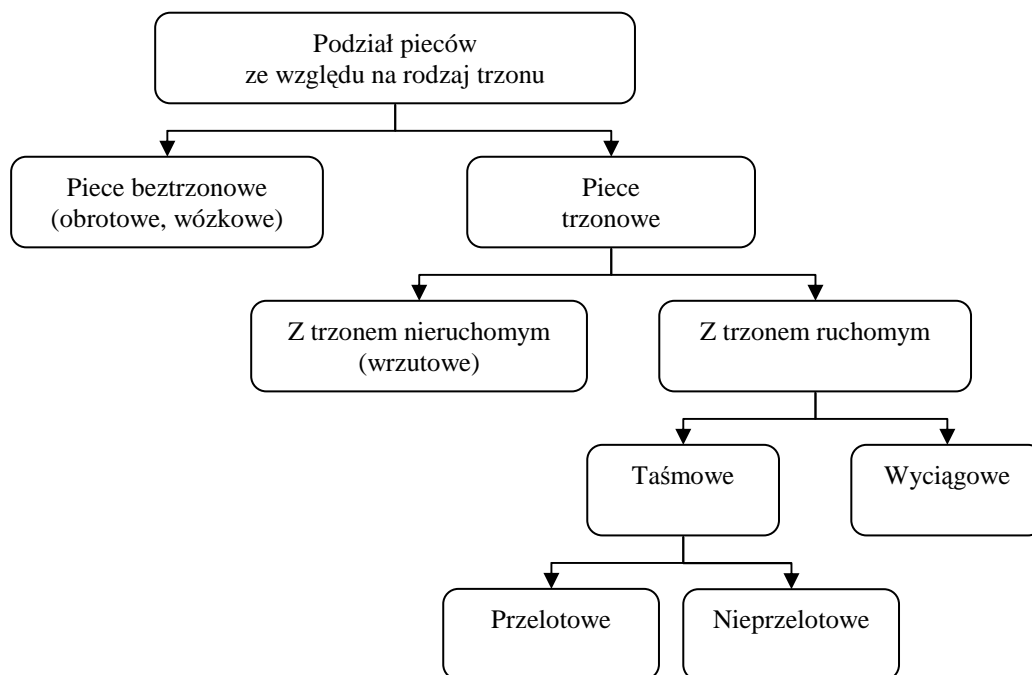 Podział pieców
ze względu na rodzaj trzonu
Piece beztrzonowe
(obrotowe, wózkowe)
Piece
trzonowe
Z trzonem nieruchomym
(wrzutowe)
Z trzonem ruchomym
Taśmowe
Wyciągowe
Przelotowe
Nieprzelotowe